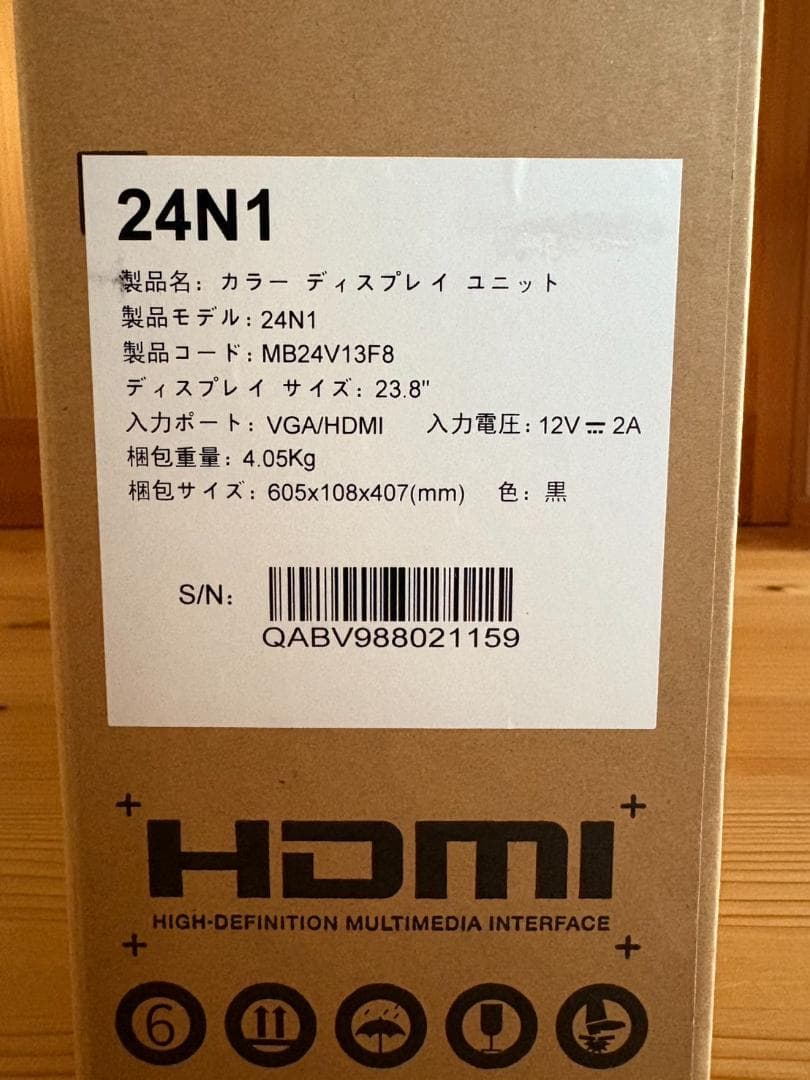 24N1
製品名: カラー ディスプレイ ユニット
製品モデル: 24N1
製品コード: MB24V13F8
ディスプレイ サイズ: 23.8"
入力ポート: VGA/HDMI 入力電圧: 12V⎓2A
梱包重量: 4.05Kg
梱包サイズ: 605x108x407(mm) 色: 黒
S/N:
QABV988021159
HDMI
HIGH-DEFINITION MULTIMEDIA INTERFACE
6